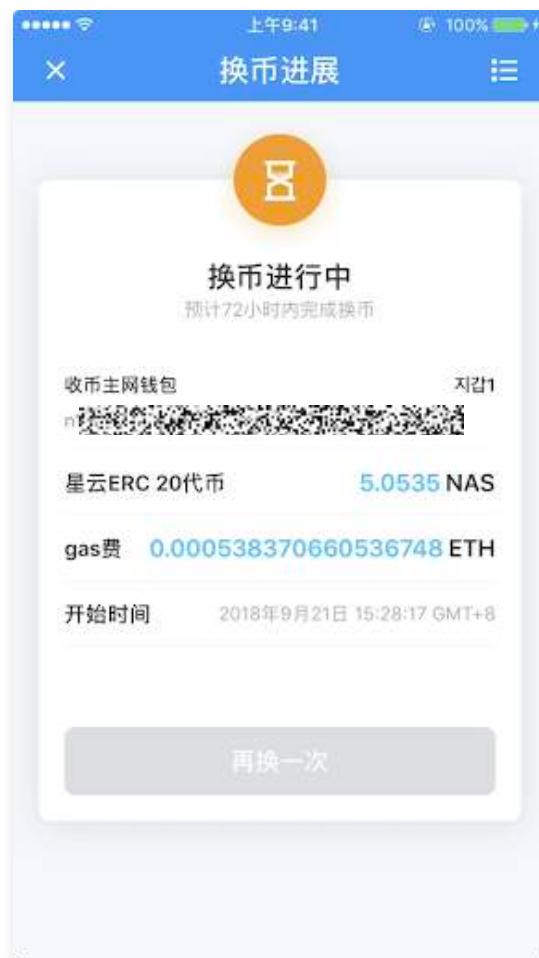 上午9:41 100%
换币进展
换币进行中
预计72小时内完成换币
收币主网钱包 지갑1
n
星云ERC 20代币 5.0535 NAS
gas费 0.000538370660536748 ETH
开始时间 2018年9月21日 15:28:17 GMT+8
再换一次